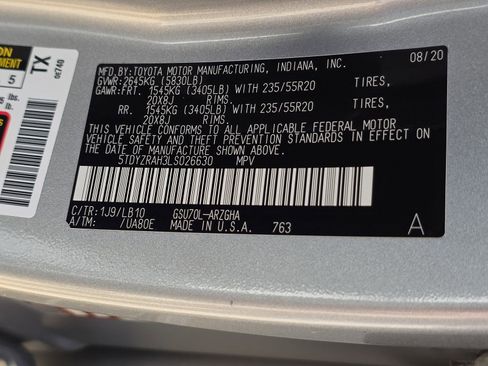 08/20
MFD.BY:TOYOTA MOTOR MANUFACTURING, INDIANA, INC.
GVWR:2645KG (5830LB)
GAWR:FRT. 1545KG (3405LB) WITH 235/55R20 TIRES,
20X8J RIMS.
RR. 1545KG (3405LB) WITH 235/55R20 TIRES,
20X8J RIMS.
THIS VEHICLE CONFORMS TO ALL APPLICABLE FEDERAL MOTOR
VEHICLE SAFETY AND THEFT PREVENTION STANDARDS IN EFFECT ON
THE DATE OF MANUFACTURE SHOWN ABOVE.
5TDYZRAH3LS026630 MPV
C/TR:1J9/LB10 GSU70L-ARZGHA
A/TM: /UA80E MADE IN U.S.A. 763
A
TX
0e740
5
lbs.